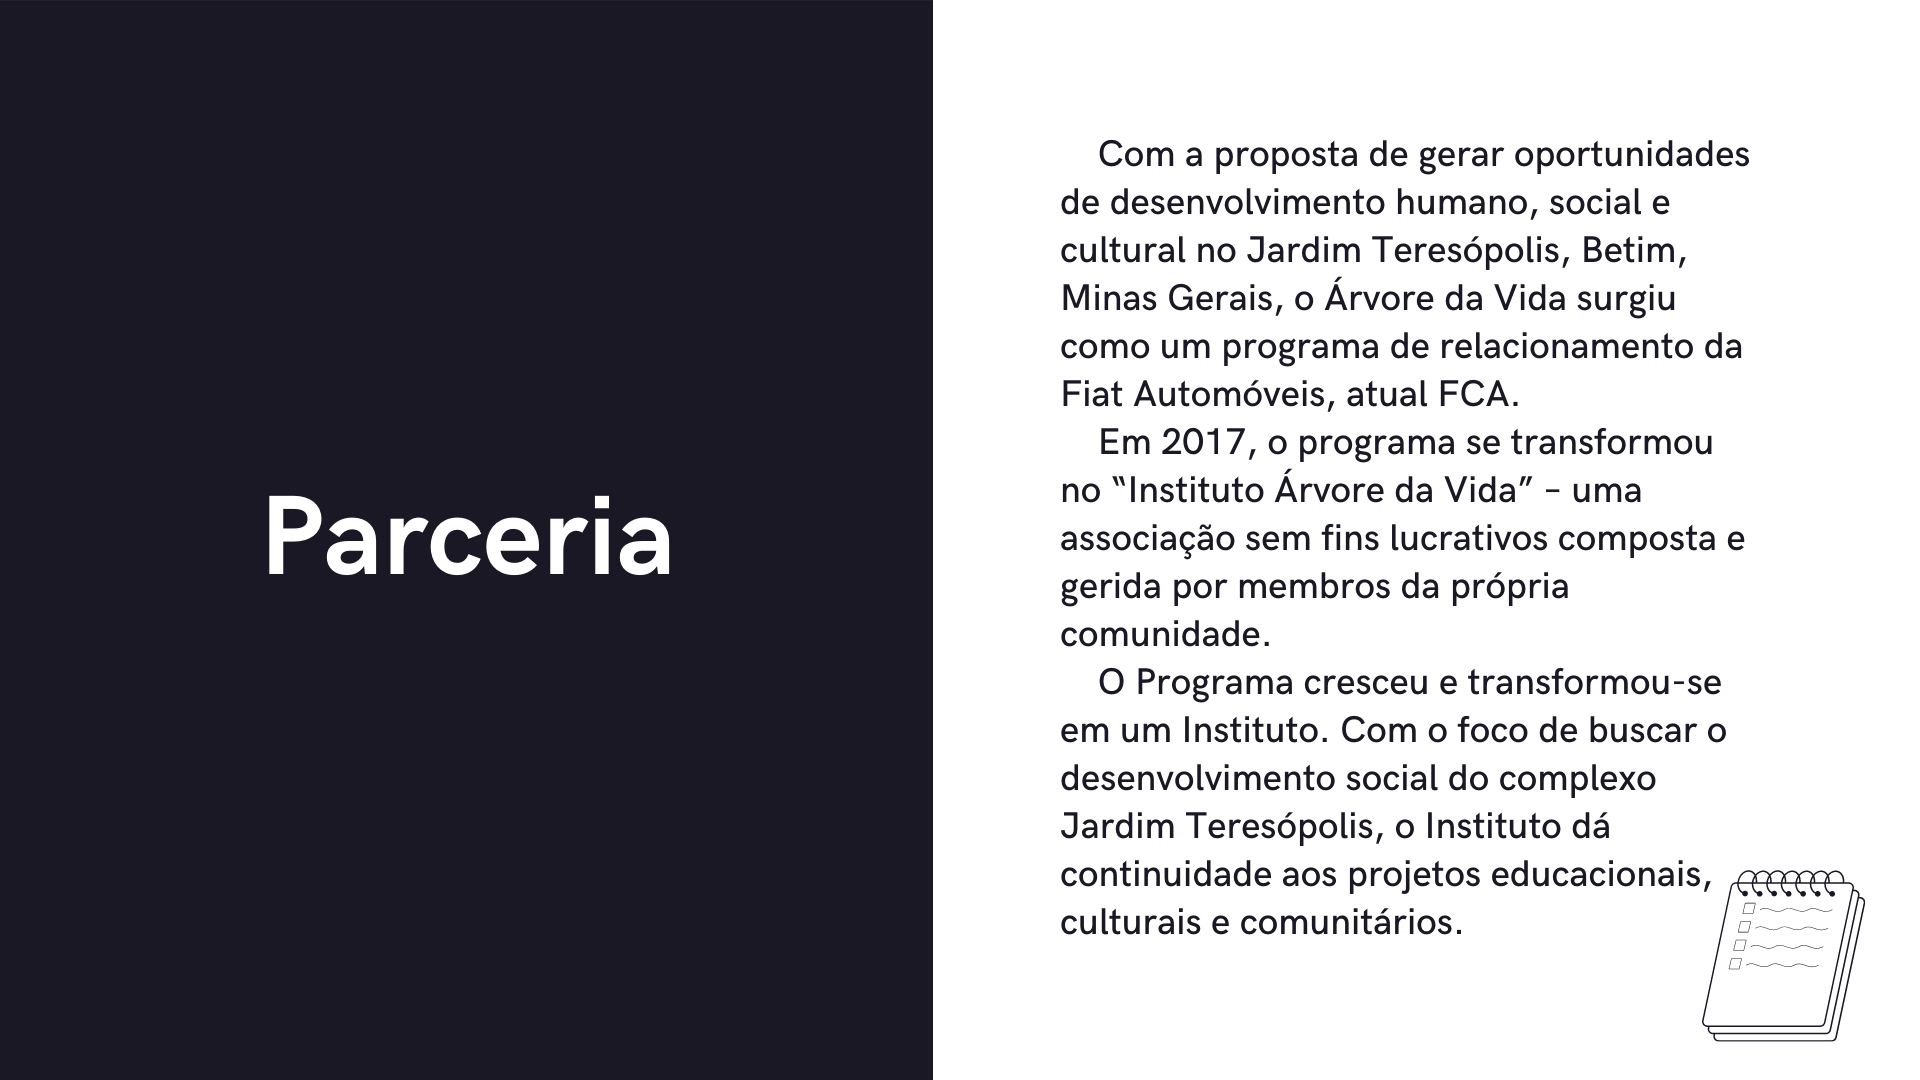 Parceria
Com a proposta de gerar oportunidades
de desenvolvimento humano, social e
cultural no Jardim Teresópolis, Betim,
Minas Gerais, o Árvore da Vida surgiu
como um programa de relacionamento da
Fiat Automóveis, atual FCA.
Em 2017, o programa se transformou
no “Instituto Árvore da Vida” – uma
associação sem fins lucrativos composta e
gerida por membros da própria
comunidade.
O Programa cresceu e transformou-se
em um Instituto. Com o foco de buscar o
desenvolvimento social do complexo
Jardim Teresópolis, o Instituto dá
continuidade aos projetos educacionais,
culturais e comunitários.